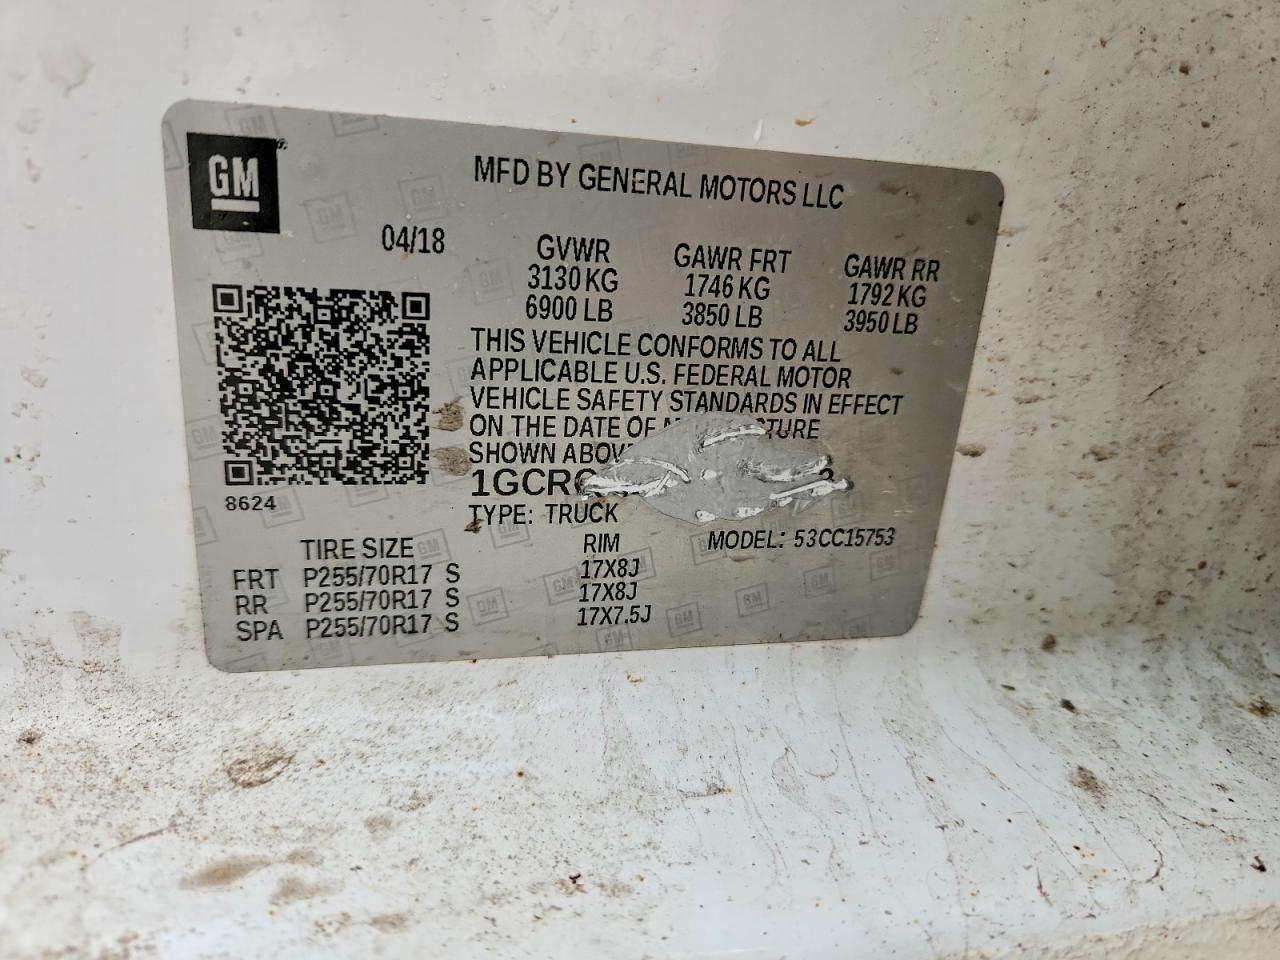 GM
MFD BY GENERAL MOTORS LLC
04/18
GVWR GAWR FRT GAWR RR
3130 KG 1746 KG 1792 KG
6900 LB 3850 LB 3950 LB
THIS VEHICLE CONFORMS TO ALL
APPLICABLE U.S. FEDERAL MOTOR
VEHICLE SAFETY STANDARDS IN EFFECT
ON THE DATE OF
SHOWN
TYPE: TRUCK
8624
MODEL: 53CC15753
TIRE SIZE RIM
FRT P255/70R17 S 17X8J
RR P255/70R17 S 17X8J
SPA P255/70R17 S 17X7.5J